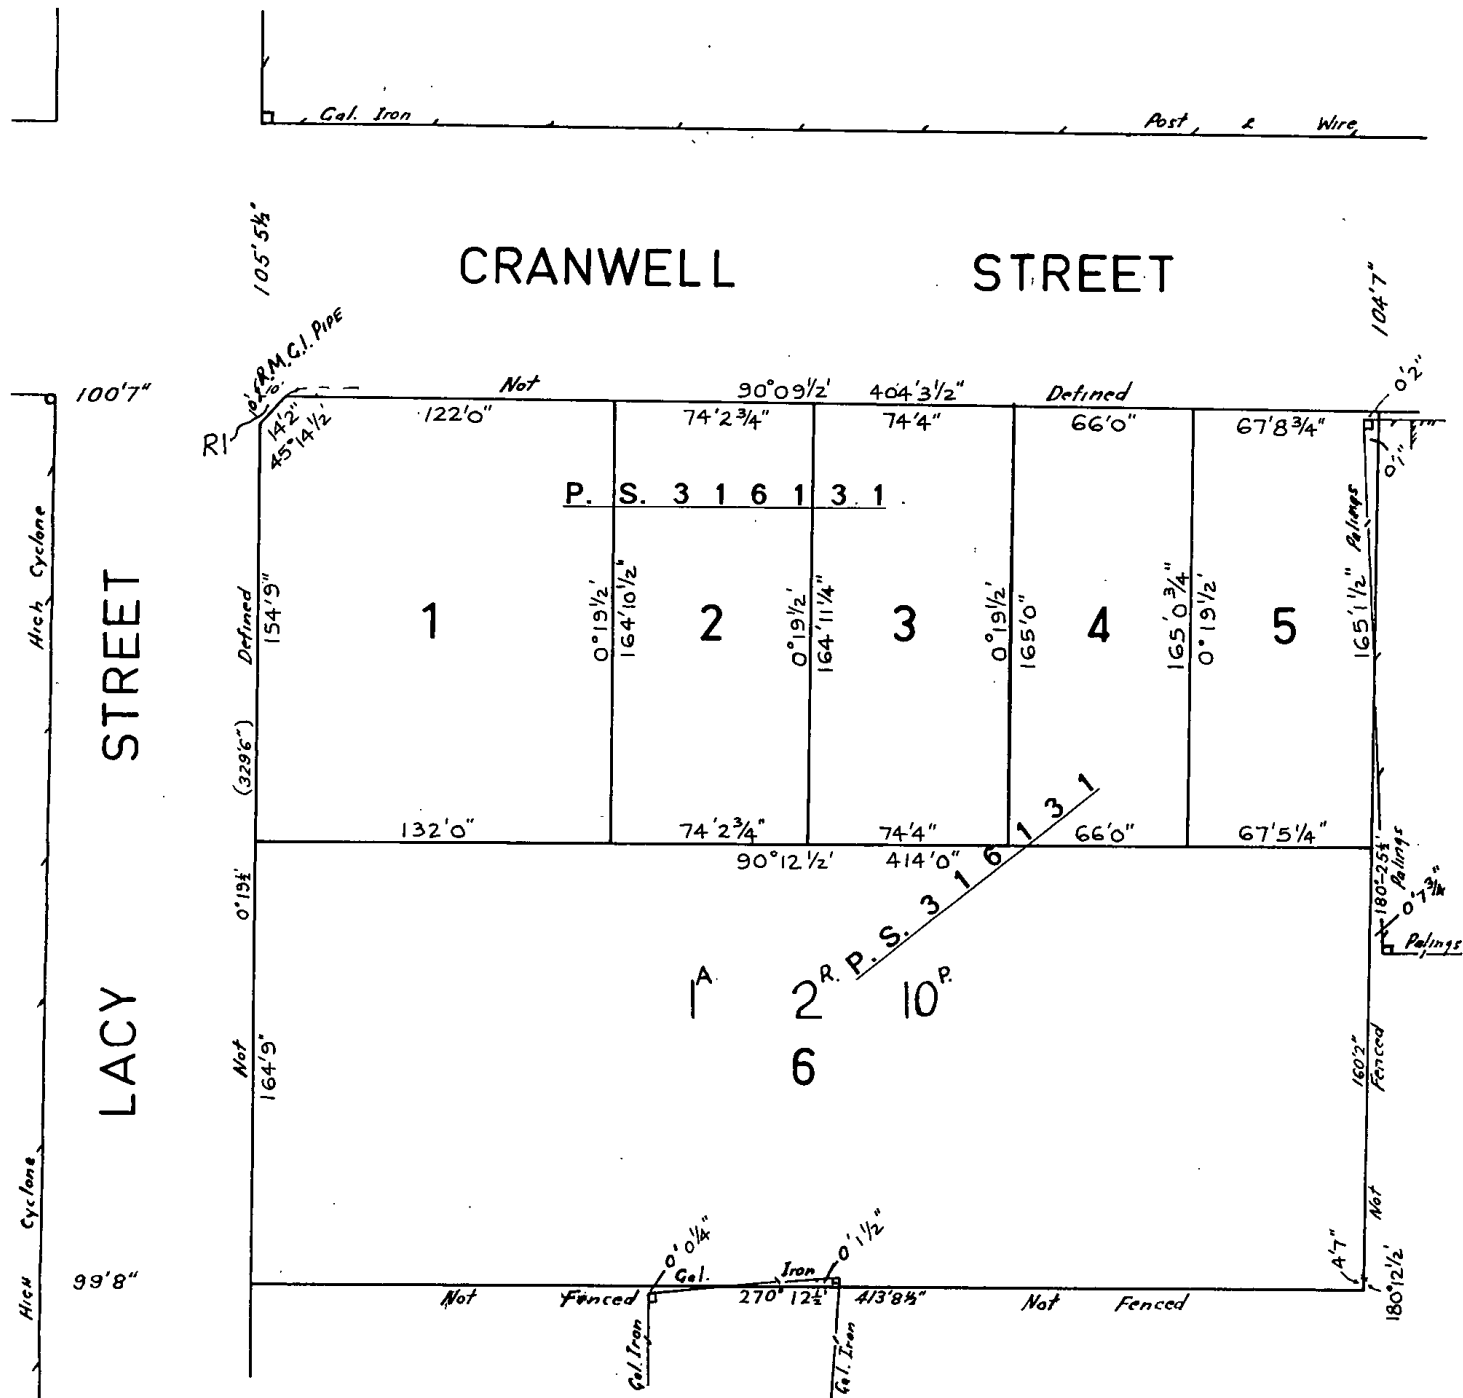 Gal. Iron
Post & Wire
105'5½"
CRANWELL STREET
104'7"
R.M. G.I. PIPE
100'7"
Not
90°09½' 404'3½"
Defined
0'2"
R1
14'2"
45°14½'
122'0"
74'2¾"
74'4"
66'0"
67'8¾"
0'1"
P. S. 3 1 6 1 3 1
High Cyclone
STREET
Defined
154'9"
1
0°19½'
164'10½"
2
0°19½'
164'11¼"
3
0°19½'
165'0"
4
165'0¾"
0°19½'
5
165'1½"
Palings
(329'6")
132'0"
74'2¾"
74'4"
66'0"
67'5¼"
90°12½' 414'0"
P. S. 3 1 6 1 3 1
0°19½'
180°25½'
Palings
0'7¾"
Palings
1A. 2R. 10P.
6
LACY
Not
164'9"
160'2"
Fenced
High Cyclone
99'8"
0'0¼"
0'1½"
Gal. Iron
4'7"
Not
180°12½'
Not Fenced
270°12½' 413'8½"
Not Fenced
Gal. Iron
Gal. Iron